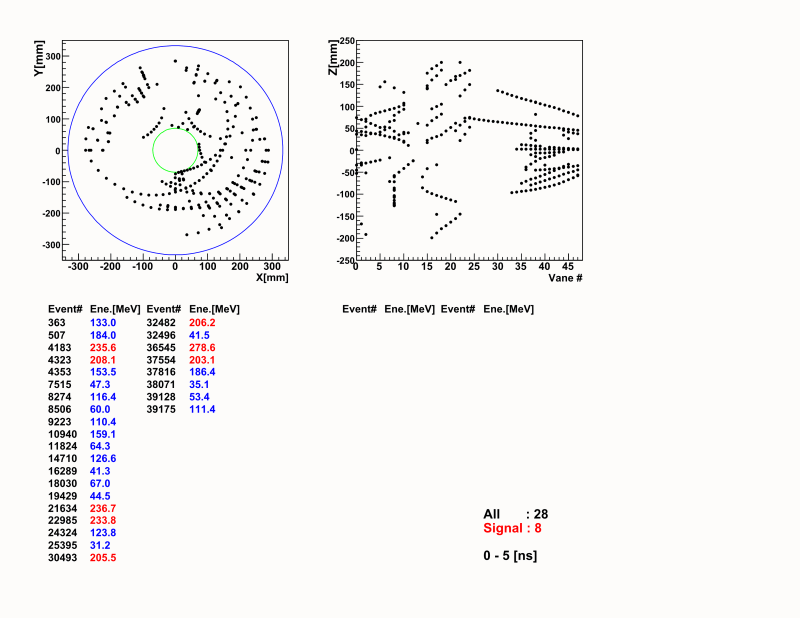 Y[mm]
300
200
100
0
-100
-200
-300
-300 -200 -100 0 100 200 300
X[mm]
Z[mm]
250
200
150
100
50
0
-50
-100
-150
-200
-250
0 5 10 15 20 25 30 35 40 45
Vane #
Event# Ene.[MeV] Event# Ene.[MeV]
363 133.0 32482 206.2
507 184.0 32496 41.5
4183 235.6 36545 278.6
4323 208.1 37554 203.1
4353 153.5 37816 186.4
7515 47.3 38071 35.1
8274 116.4 39128 53.4
8506 60.0 39175 111.4
9223 110.4
10940 159.1
11824 64.3
14710 126.6
16289 41.3
18030 67.0
19429 44.5
21634 236.7
22985 233.8
24324 123.8
25395 31.2
30493 205.5
Event# Ene.[MeV] Event# Ene.[MeV]
All : 28
Signal : 8
0 - 5 [ns]